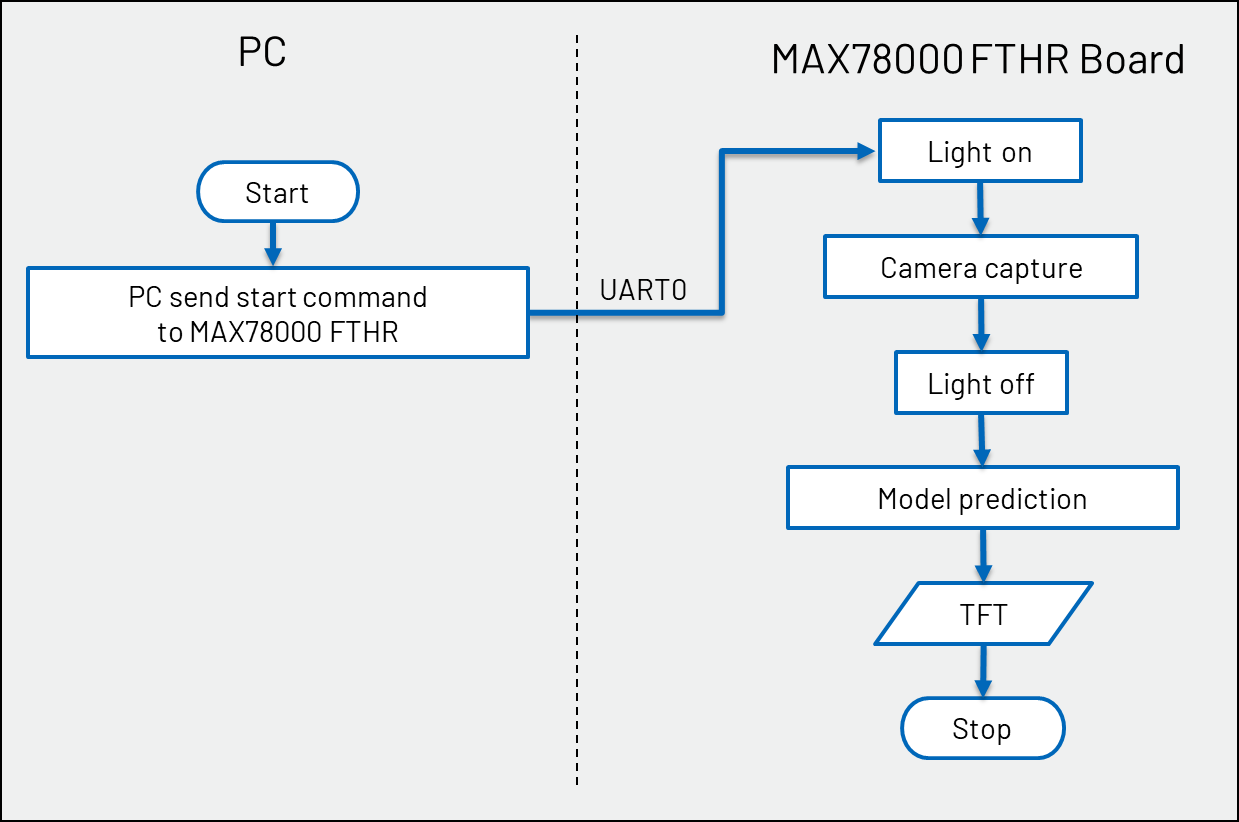 PC
MAX78000 FTHR Board
Start
PC send start command
to MAX78000 FTHR
UART0
Light on
Camera capture
Light off
Model prediction
TFT
Stop